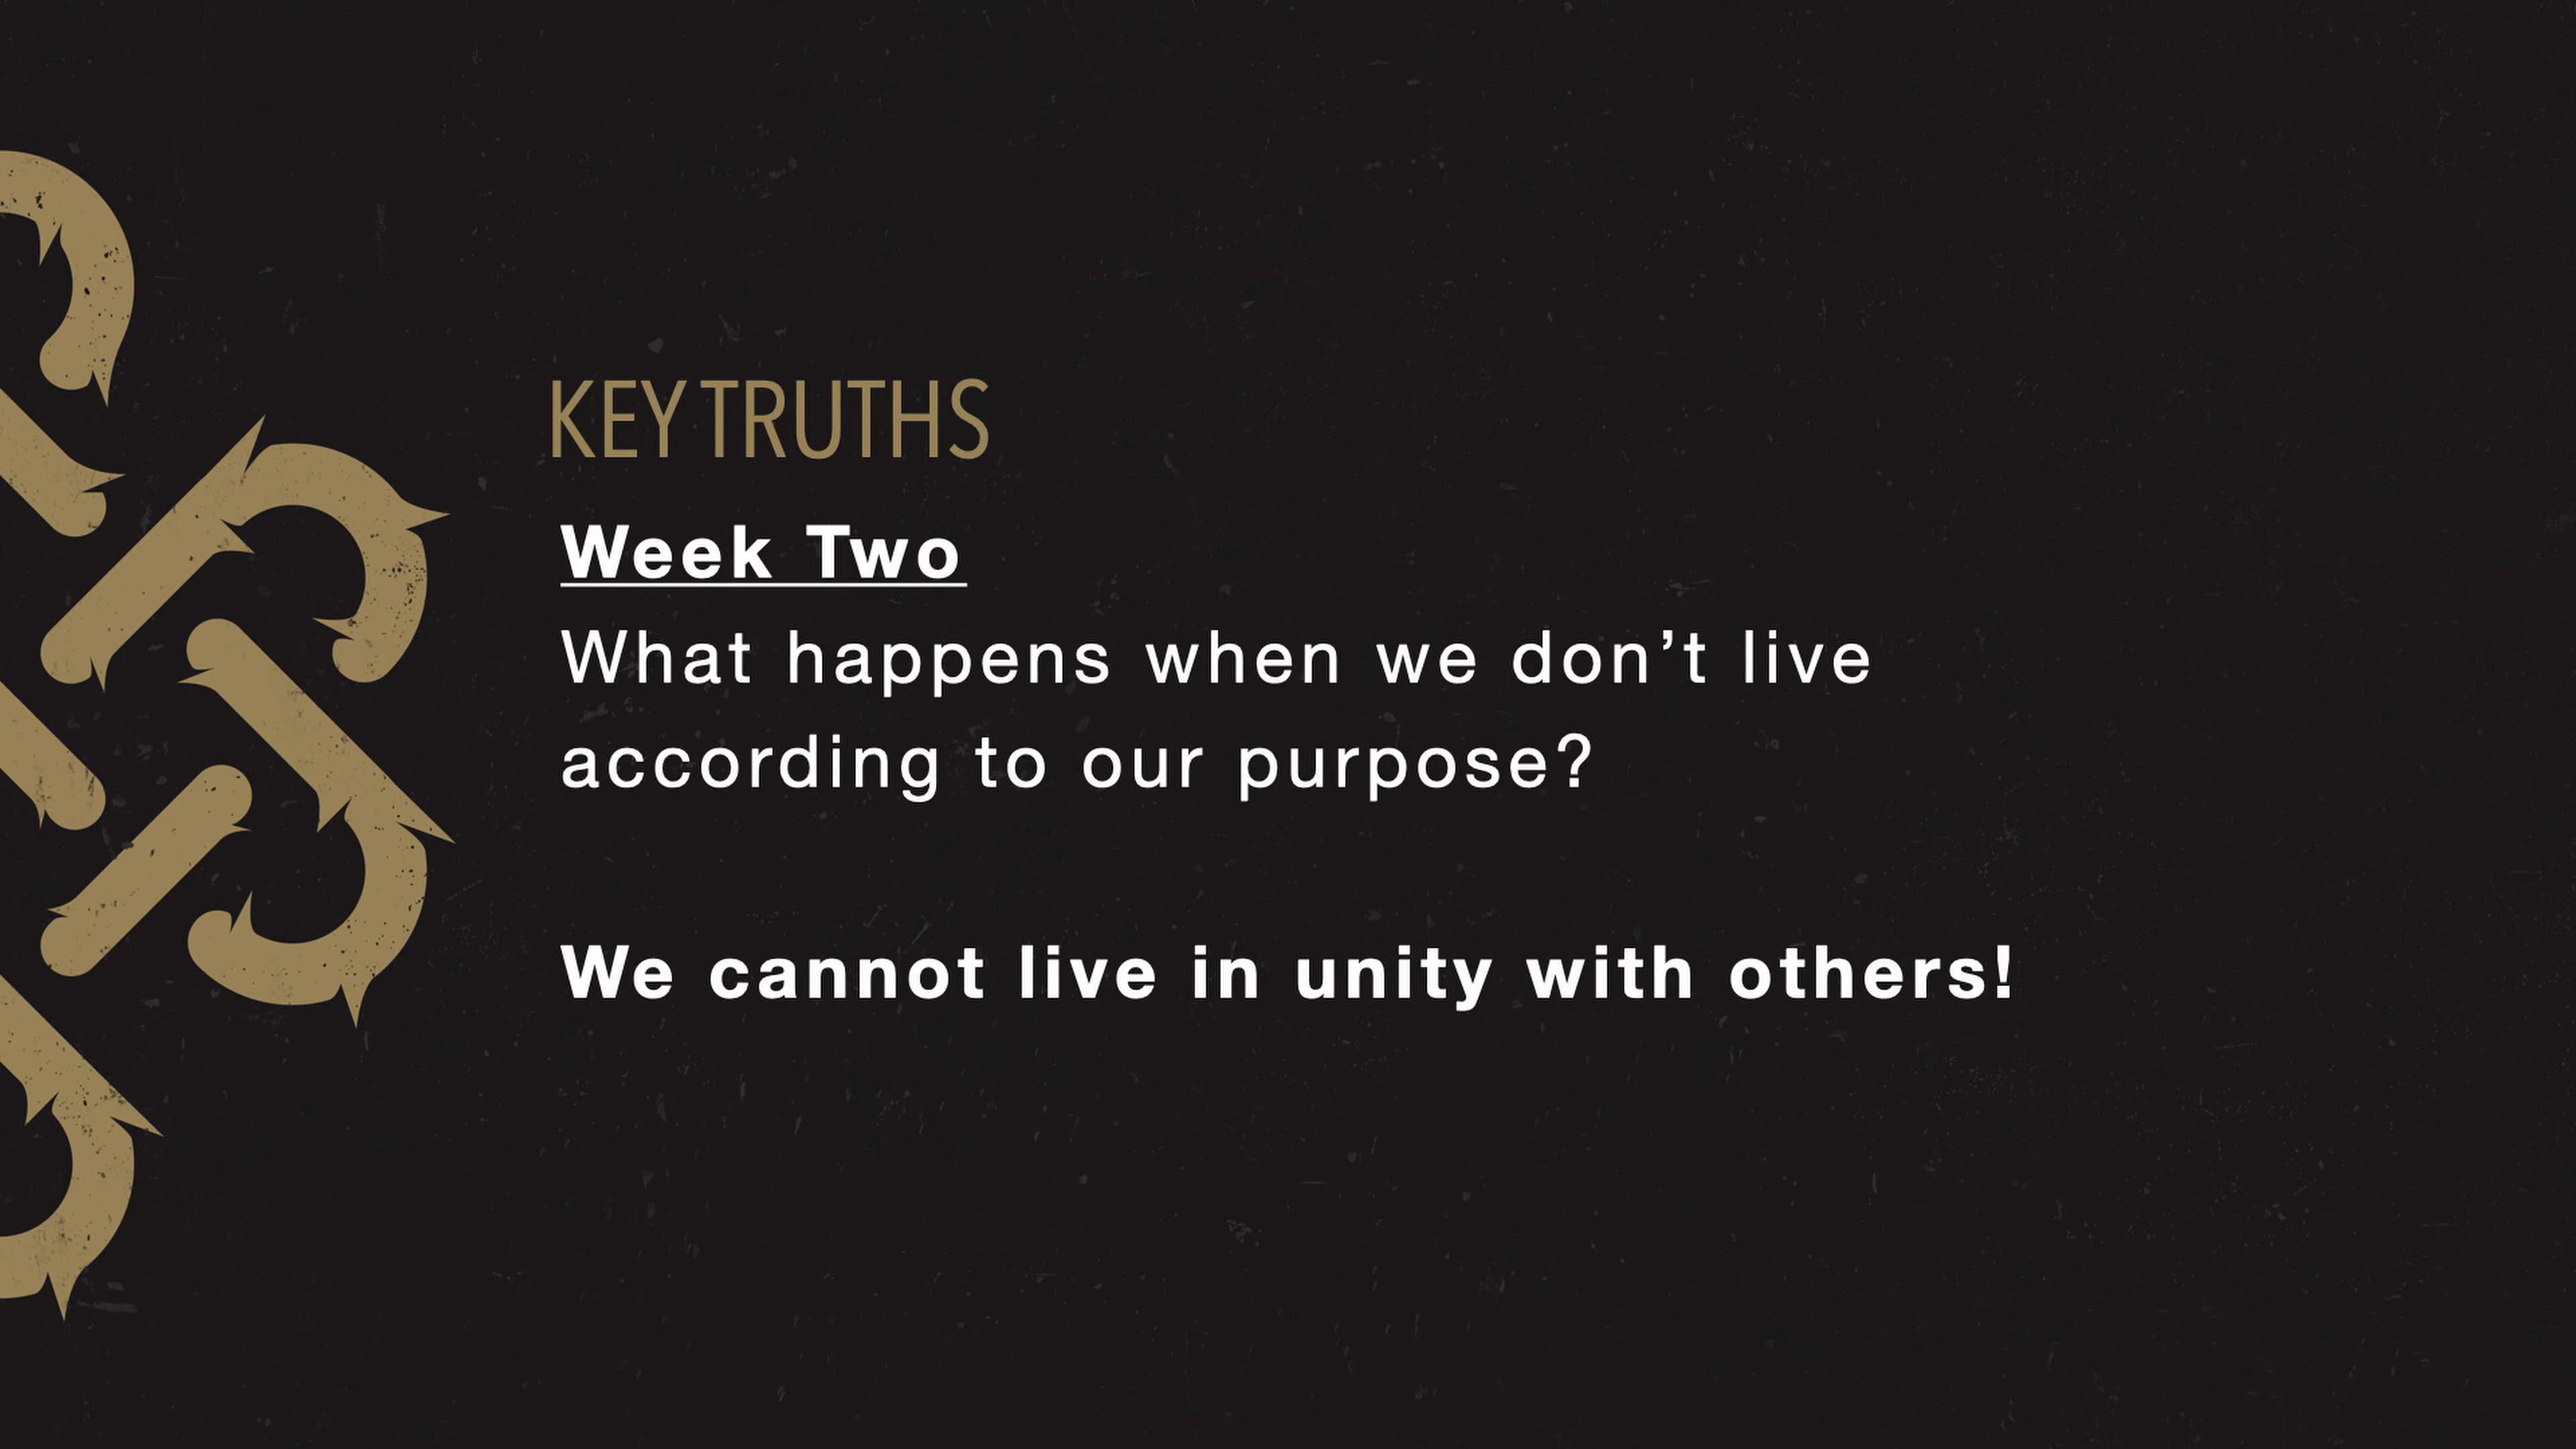 KEY TRUTHS
Week Two
What happens when we don’t live
according to our purpose?
We cannot live in unity with others!